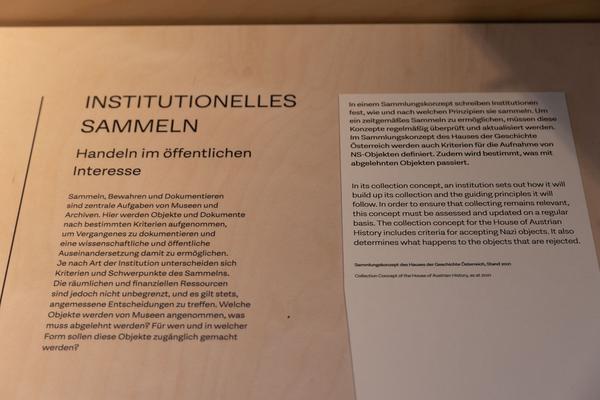 INSTITUTIONELLES
SAMMELN
Handeln im öffentlichen
Interesse
Sammeln, Bewahren und Dokumentieren
sind zentrale Aufgaben von Museen und
Archiven. Hier werden Objekte und Dokumente
nach bestimmten Kriterien aufgenommen,
um Vergangenes zu dokumentieren und
eine wissenschaftliche und öffentliche
Auseinandersetzung damit zu ermöglichen.
Je nach Art der Institution unterscheiden sich
Kriterien und Schwerpunkte des Sammelns.
Die räumlichen und finanziellen Ressourcen
sind jedoch nicht unbegrenzt, und es gilt stets,
angemessene Entscheidungen zu treffen. Welche
Objekte werden von Museen angenommen, was
muss abgelehnt werden? Für wen und in welcher
Form sollen diese Objekte zugänglich gemacht
werden?
In einem Sammlungskonzept schreiben Institutionen
fest, wie und nach welchen Prinzipien sie sammeln. Um
ein zeitgemäßes Sammeln zu ermöglichen, müssen diese
Konzepte regelmäßig überprüft und aktualisiert werden.
Im Sammlungskonzept des Hauses der Geschichte
Österreich werden auch Kriterien für die Aufnahme von
NS-Objekten definiert. Zudem wird bestimmt, was mit
abgelehnten Objekten passiert.
In its collection concept, an institution sets out how it will
build up its collection and the guiding principles it will
follow. In order to ensure that collecting remains relevant,
this concept must be assessed and updated on a regular
basis. The collection concept for the House of Austrian
History includes criteria for accepting Nazi objects. It also
determines what happens to the objects that are rejected.
Sammlungskonzept des Hauses der Geschichte Österreich, Stand 2021
Collection Concept of the House of Austrian History, as at 2021